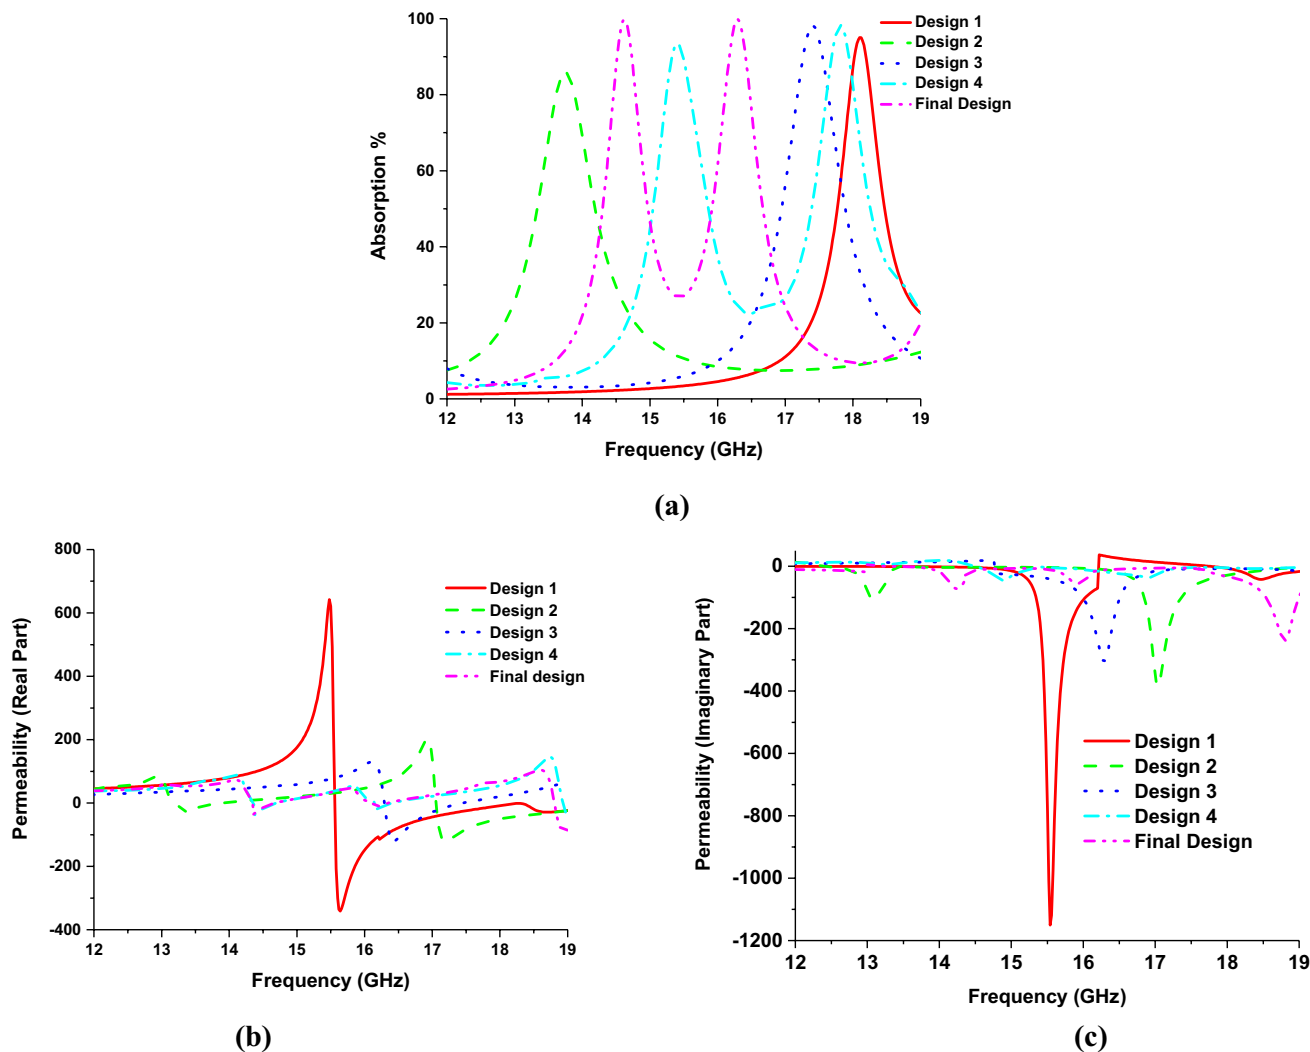 Design 1
Design 2
Design 3
Design 4
Final Design
100
80
60
40
20
0
Absorption %
12 13 14 15 16 17 18 19
Frequency (GHz)
(a)
800
600
400
200
0
-200
-400
Permeability (Real Part)
Design 1
Design 2
Design 3
Design 4
Final design
12 13 14 15 16 17 18 19
Frequency (GHz)
(b)
0
-200
-400
-600
-800
-1000
-1200
Permeability (Imaginary Part)
Design 1
Design 2
Design 3
Design 4
Final Design
12 13 14 15 16 17 18 19
Frequency (GHz)
(c)